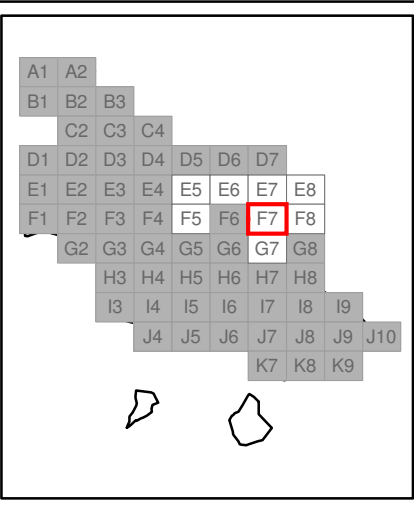 A1 A2
B1 B2 B3
C2 C3 C4
D1 D2 D3 D4 D5 D6 D7
E1 E2 E3 E4 E5 E6 E7 E8
F1 F2 F3 F4 F5 F6 F7 F8
G2 G3 G4 G5 G6 G7 G8
H3 H4 H5 H6 H7 H8
I3 I4 I5 I6 I7 I8 I9
J4 J5 J6 J7 J8 J9 J10
K7 K8 K9